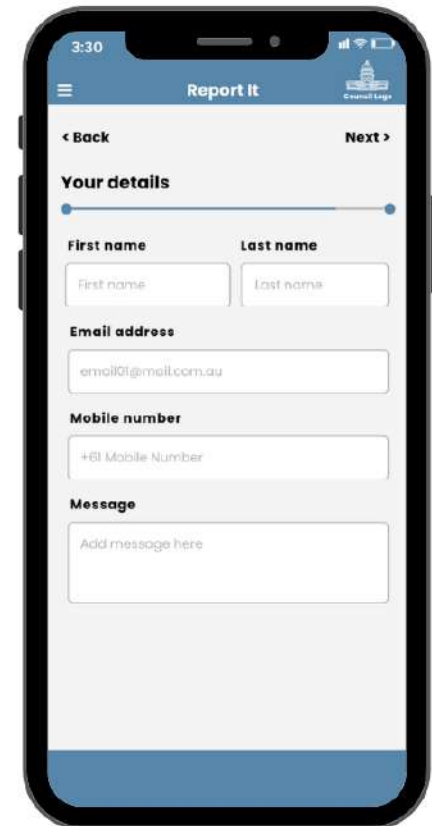 3:30
Report It
Council Logo
< Back Next >
Your details
First name Last name
First name Last name
Email address
email01@mail.com.au
Mobile number
+61 Mobile Number
Message
Add message here